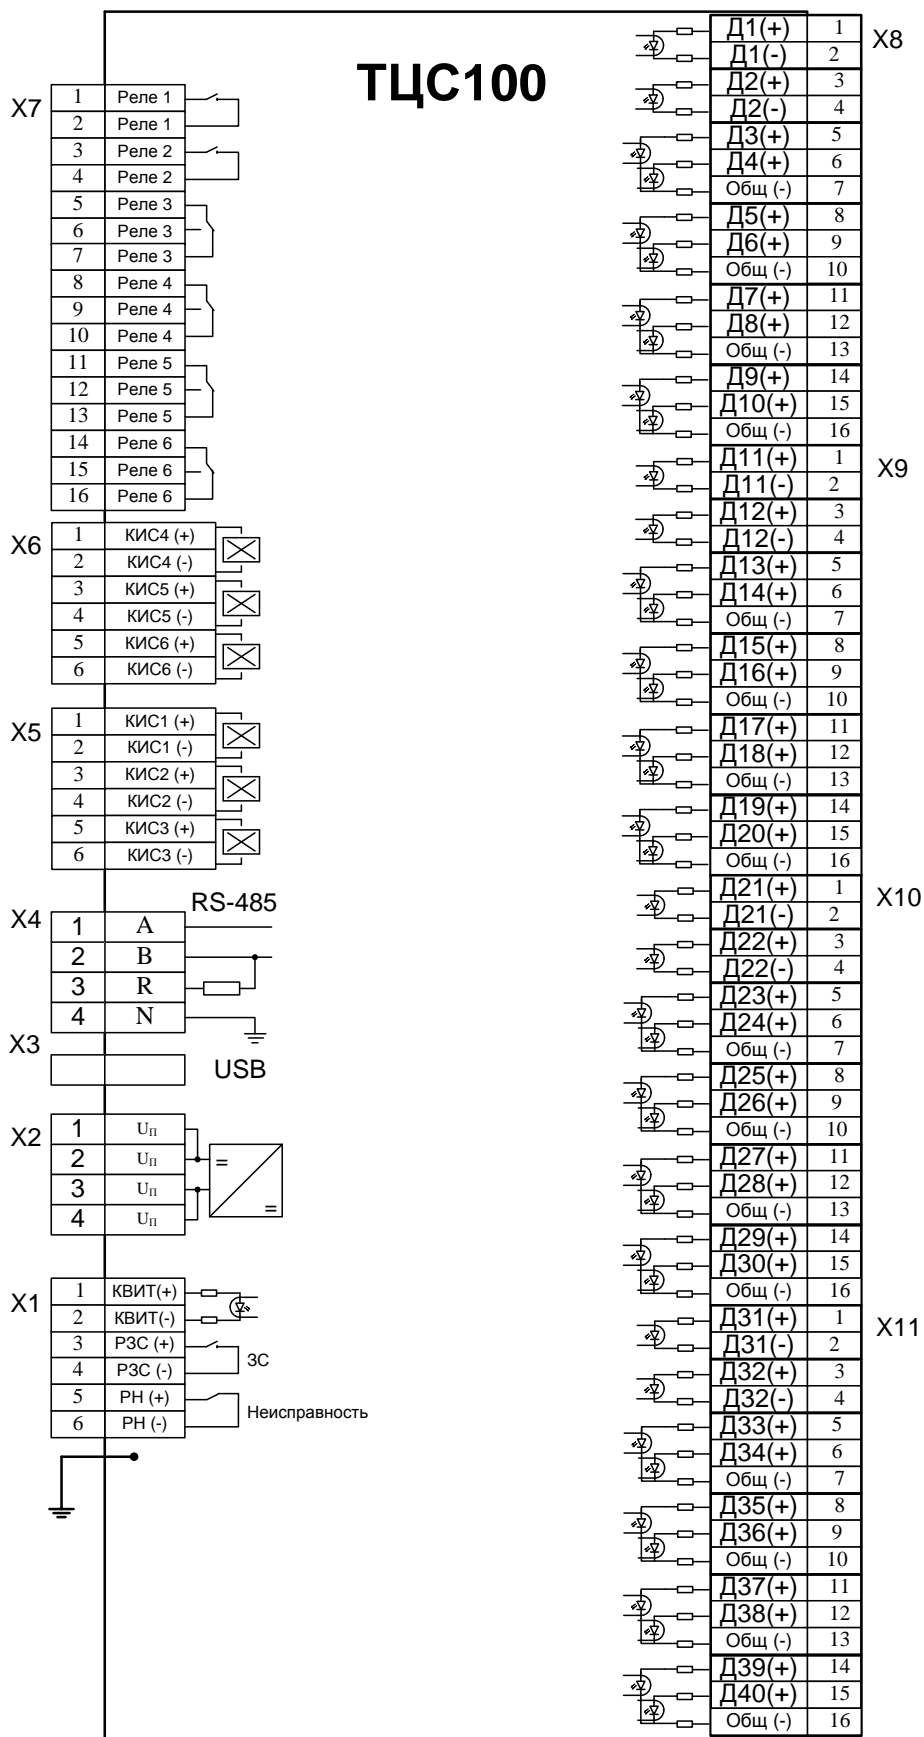 ТЦС100
X7
1 Реле 1
2 Реле 1
3 Реле 2
4 Реле 2
5 Реле 3
6 Реле 3
7 Реле 3
8 Реле 4
9 Реле 4
10 Реле 4
11 Реле 5
12 Реле 5
13 Реле 5
14 Реле 6
15 Реле 6
16 Реле 6
X6
1 КИС4 (+)
2 КИС4 (-)
3 КИС5 (+)
4 КИС5 (-)
5 КИС6 (+)
6 КИС6 (-)
X5
1 КИС1 (+)
2 КИС1 (-)
3 КИС2 (+)
4 КИС2 (-)
5 КИС3 (+)
6 КИС3 (-)
X4
RS-485
1 A
2 B
3 R
4 N
X3
USB
X2
1 UП
2 UП
3 UП
4 UП
= =
X1
1 КВИТ(+)
2 КВИТ(-)
3 РЗС (+)
4 РЗС (-)
ЗС
5 РН (+)
6 РН (-)
Неисправность
X8
Д1(+) 1
Д1(-) 2
Д2(+) 3
Д2(-) 4
Д3(+) 5
Д4(+) 6
Общ (-) 7
Д5(+) 8
Д6(+) 9
Общ (-) 10
Д7(+) 11
Д8(+) 12
Общ (-) 13
Д9(+) 14
Д10(+) 15
Общ (-) 16
X9
Д11(+) 1
Д11(-) 2
Д12(+) 3
Д12(-) 4
Д13(+) 5
Д14(+) 6
Общ (-) 7
Д15(+) 8
Д16(+) 9
Общ (-) 10
Д17(+) 11
Д18(+) 12
Общ (-) 13
Д19(+) 14
Д20(+) 15
Общ (-) 16
X10
Д21(+) 1
Д21(-) 2
Д22(+) 3
Д22(-) 4
Д23(+) 5
Д24(+) 6
Общ (-) 7
Д25(+) 8
Д26(+) 9
Общ (-) 10
Д27(+) 11
Д28(+) 12
Общ (-) 13
Д29(+) 14
Д30(+) 15
Общ (-) 16
X11
Д31(+) 1
Д31(-) 2
Д32(+) 3
Д32(-) 4
Д33(+) 5
Д34(+) 6
Общ (-) 7
Д35(+) 8
Д36(+) 9
Общ (-) 10
Д37(+) 11
Д38(+) 12
Общ (-) 13
Д39(+) 14
Д40(+) 15
Общ (-) 16